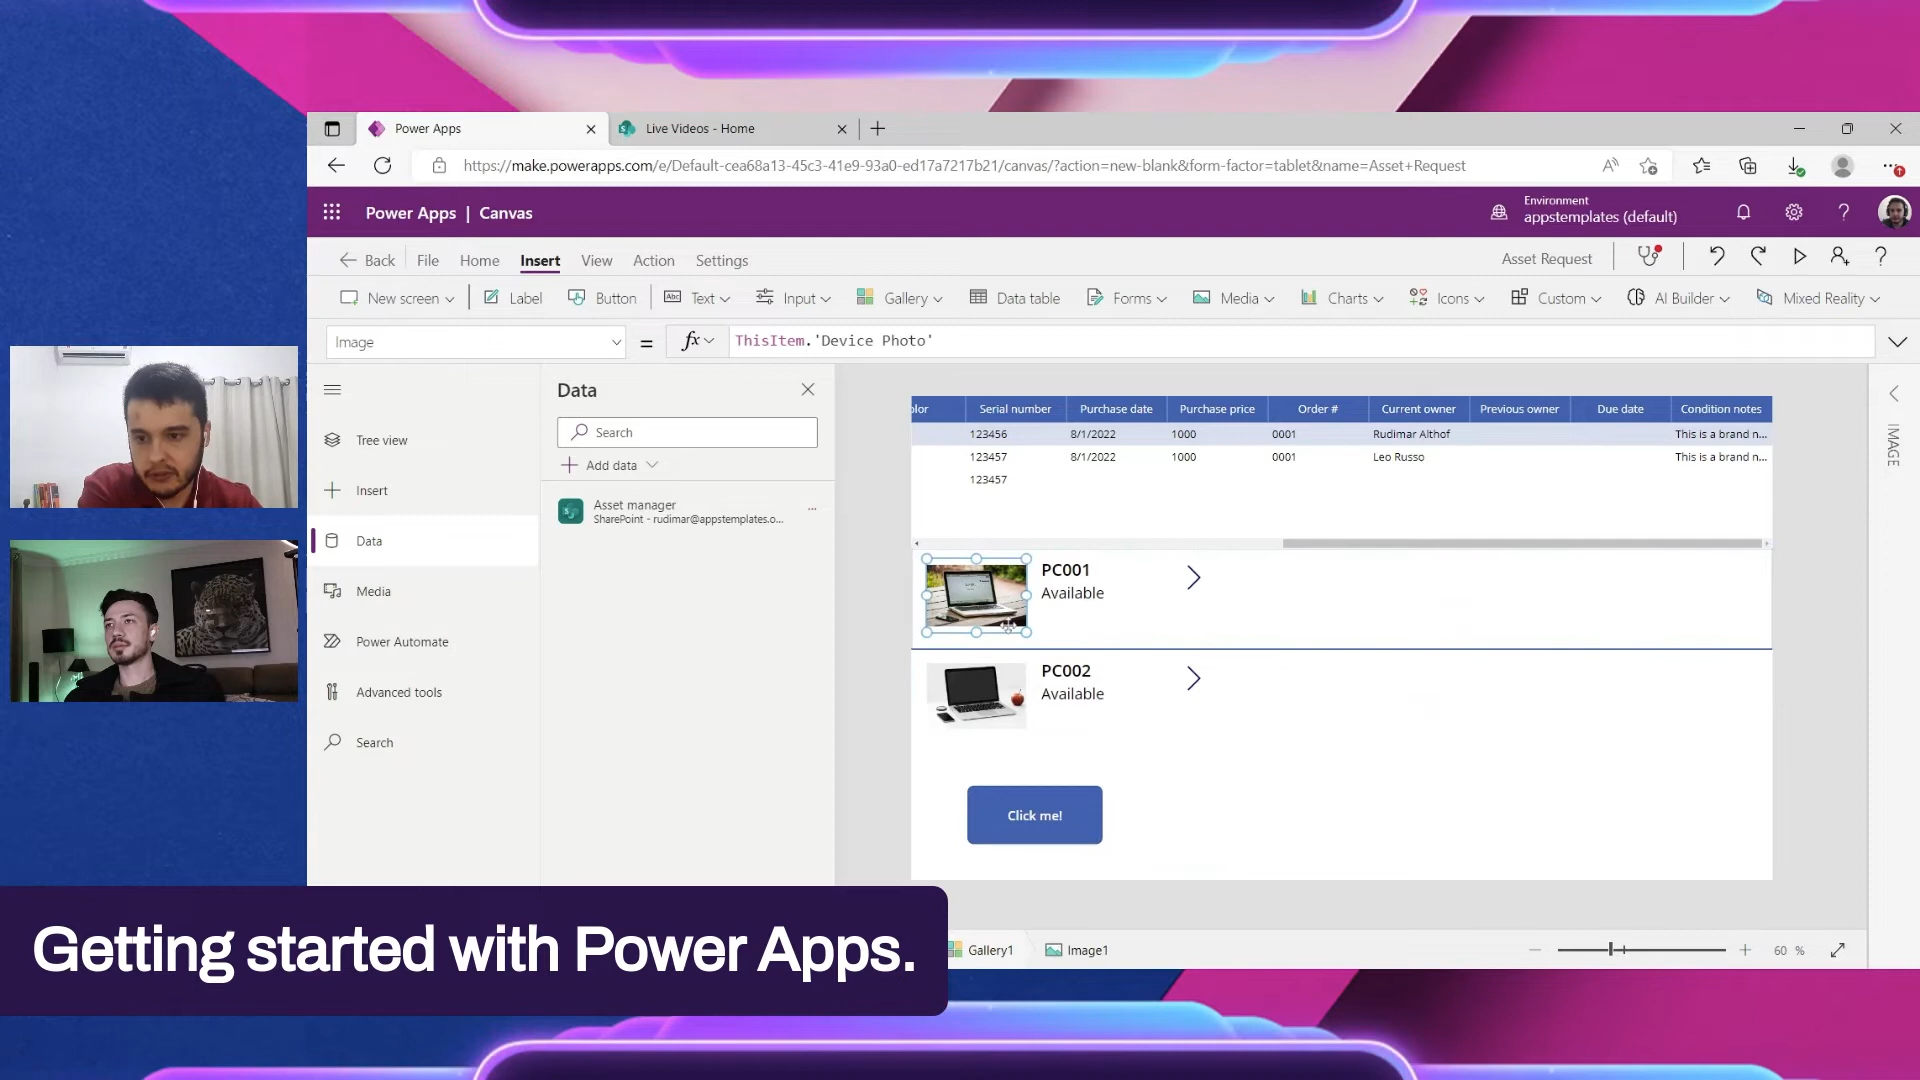 Power Apps
Live Videos - Home
https://make.powerapps.com/e/Default-cea68a13-45c3-41e9-93a0-ed17a7217b21/canvas/?action=new-blank&form-factor=tablet&name=Asset+Request
Power Apps | Canvas
Environment
appstemplates (default)
Back File Home Insert View Action Settings
Asset Request
New screen Label Button Text Input Gallery Data table Forms Media Charts Icons Custom AI Builder Mixed Reality
Image = fx ThisItem.'Device Photo'
Tree view
Insert
Data
Media
Power Automate
Advanced tools
Search
Data
Search
Add data
Asset manager
SharePoint - rudimar@appstemplates.o...
olor Serial number Purchase date Purchase price Order # Current owner Previous owner Due date Condition notes
123456 8/1/2022 1000 0001 Rudimar Althof This is a brand n...
123457 8/1/2022 1000 0001 Leo Russo This is a brand n...
123457
PC001
Available
PC002
Available
Click me!
IMAGE
Getting started with Power Apps.
Gallery1 Image1
60 %